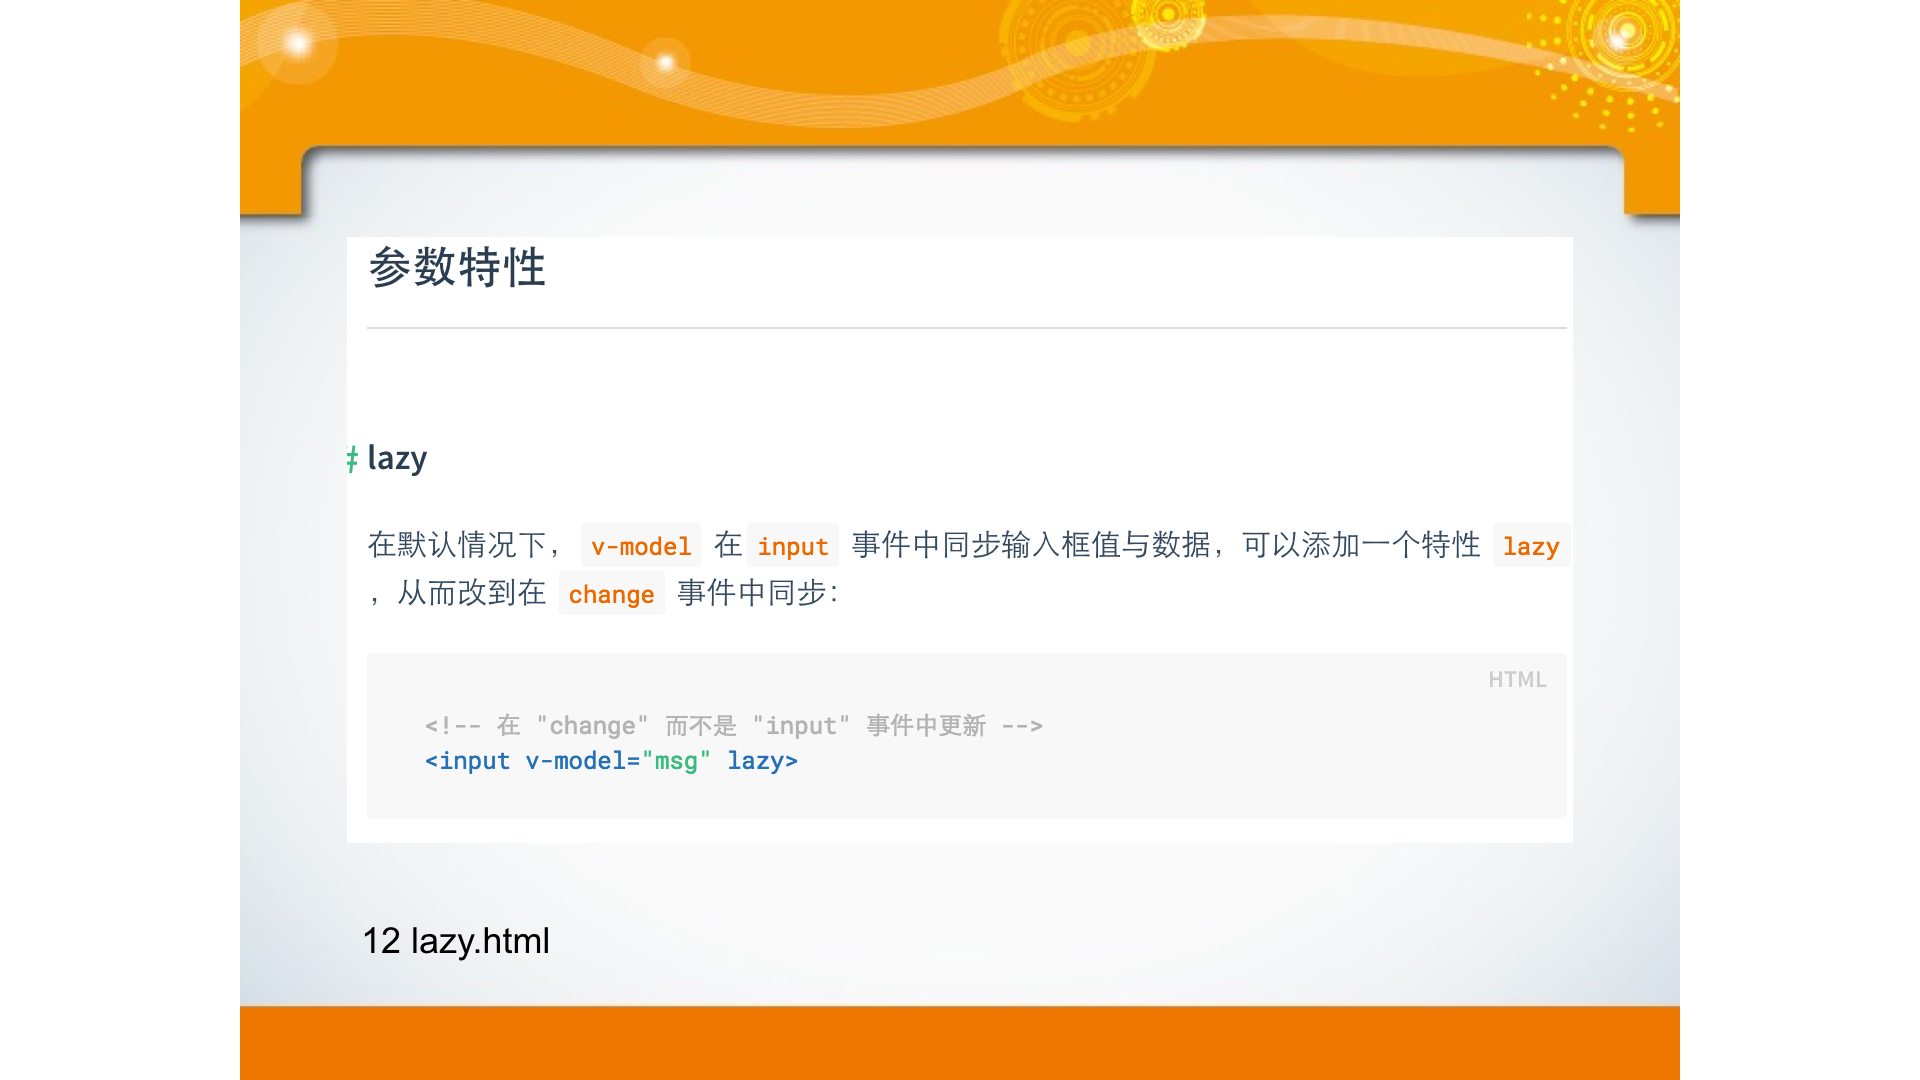 参数特性
# lazy
在默认情况下， v-model 在 input 事件中同步输入框值与数据，可以添加一个特性 lazy
，从而改到在 change 事件中同步：
HTML
<!-- 在 "change" 而不是 "input" 事件中更新 -->
<input v-model="msg" lazy>
12 lazy.html